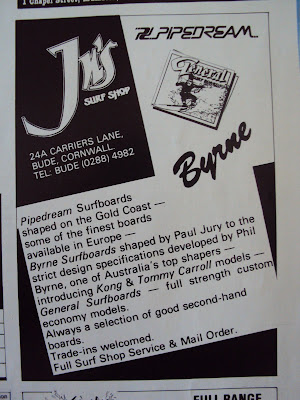 1 Chapel Street,
Jn's
SURF SHOP
24A CARRIERS LANE,
BUDE, CORNWALL.
TEL: BUDE (0288) 4982
PIPEDREAM
General
Byrne
Pipedream Surfboards
shaped on the Gold Coast —
some of the finest boards
available in Europe —
Byrne Surfboards shaped by Paul Jury to the
strict design specifications developed by Phil
Byrne, one of Australia's top shapers —
introducing Kong & Tommy Carroll models —
General Surfboards — full strength custom
economy models.
Always a selection of good second-hand
boards.
Trade-ins welcomed.
Full Surf Shop Service & Mail Order.
FULL RANGE